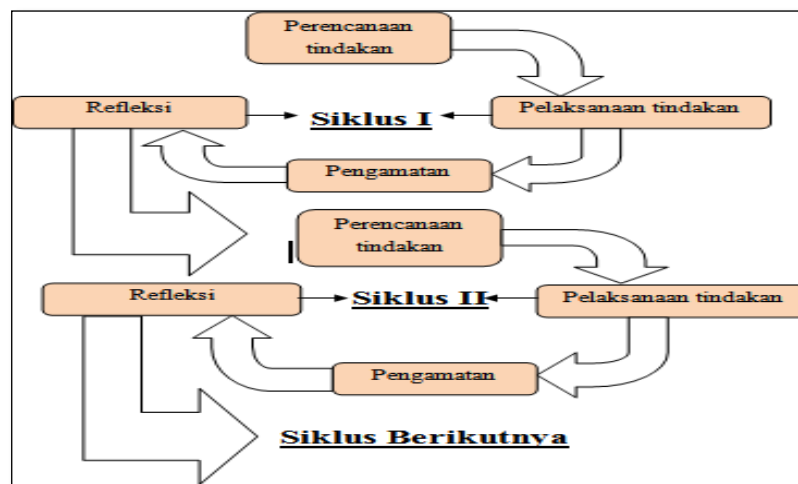 Perencanaan
tindakan
Refleksi
Siklus I
Pelaksanaan tindakan
Pengamatan
Perencanaan
tindakan
Refleksi
Siklus II
Pelaksanaan tindakan
Pengamatan
Siklus Berikutnya